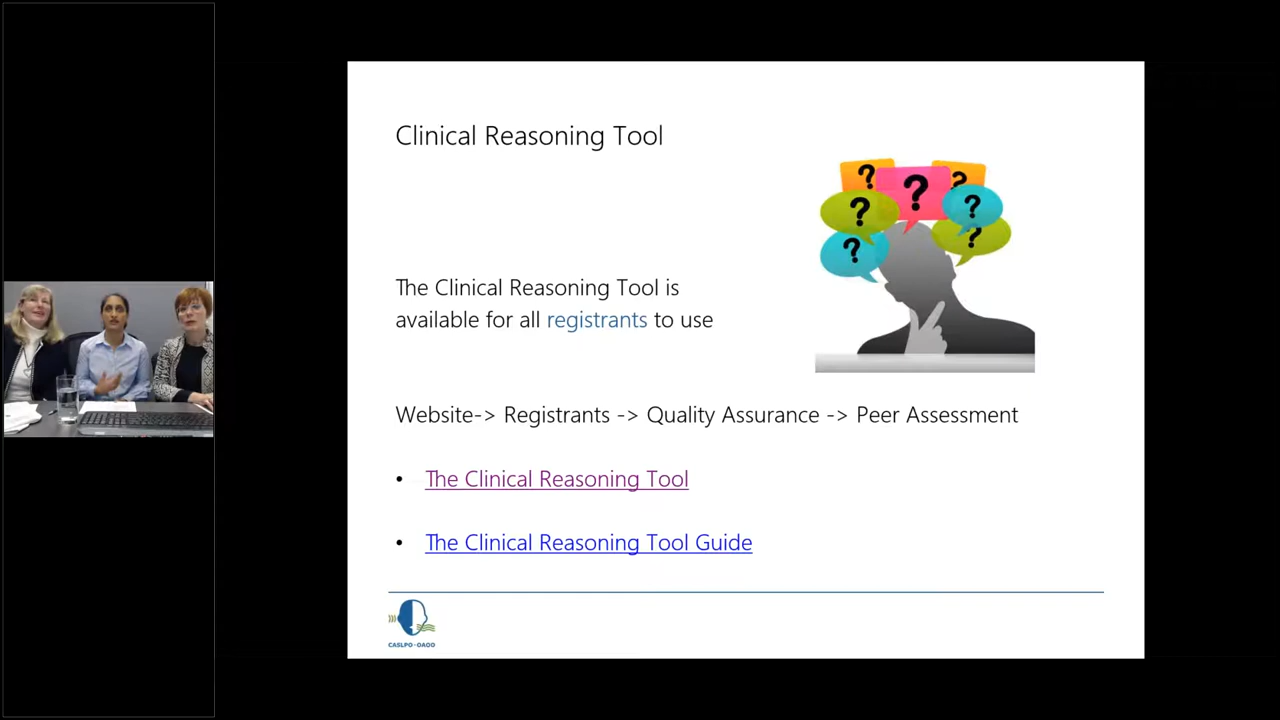 Clinical Reasoning Tool
? ? ?
? ?
? ?
The Clinical Reasoning Tool is
available for all registrants to use
Website-> Registrants -> Quality Assurance -> Peer Assessment
• The Clinical Reasoning Tool
• The Clinical Reasoning Tool Guide
CASLPO•OAOO